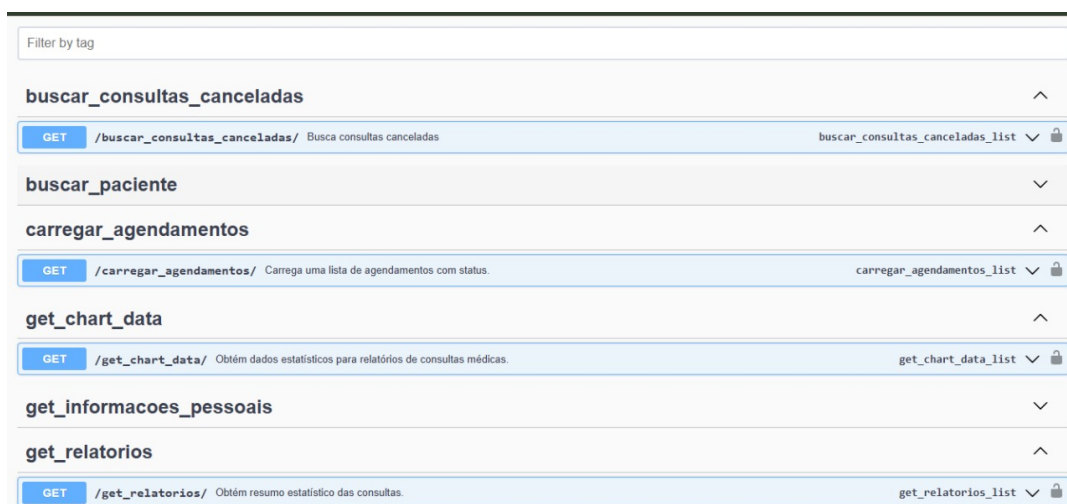 Filter by tag
buscar_consultas_canceladas
GET /buscar_consultas_canceladas/ Busca consultas canceladas buscar_consultas_canceladas_list
buscar_paciente
carregar_agendamentos
GET /carregar_agendamentos/ Carrega uma lista de agendamentos com status. carregar_agendamentos_list
get_chart_data
GET /get_chart_data/ Obtém dados estatísticos para relatórios de consultas médicas. get_chart_data_list
get_informacoes_pessoais
get_relatorios
GET /get_relatorios/ Obtém resumo estatístico das consultas. get_relatorios_list